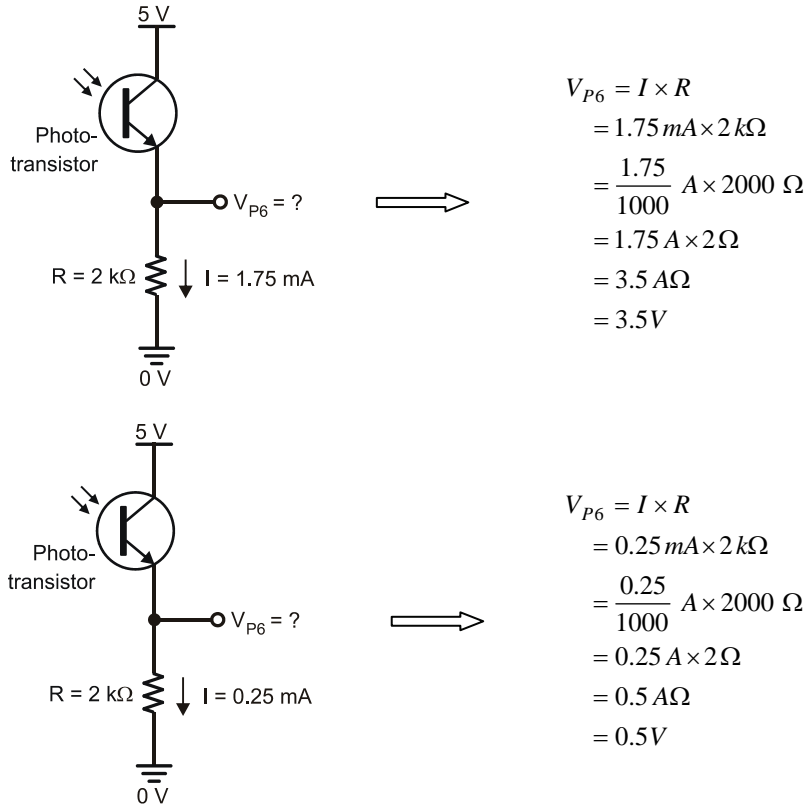 5 V
Photo-
transistor
V_P6 = ?
R = 2 kΩ
I = 1.75 mA
0 V
V_P6 = I × R
= 1.75 mA × 2 kΩ
= 1.75/1000 A × 2000 Ω
= 1.75 A × 2Ω
= 3.5 AΩ
= 3.5V
5 V
Photo-
transistor
V_P6 = ?
R = 2 kΩ
I = 0.25 mA
0 V
V_P6 = I × R
= 0.25 mA × 2 kΩ
= 0.25/1000 A × 2000 Ω
= 0.25 A × 2Ω
= 0.5 AΩ
= 0.5V